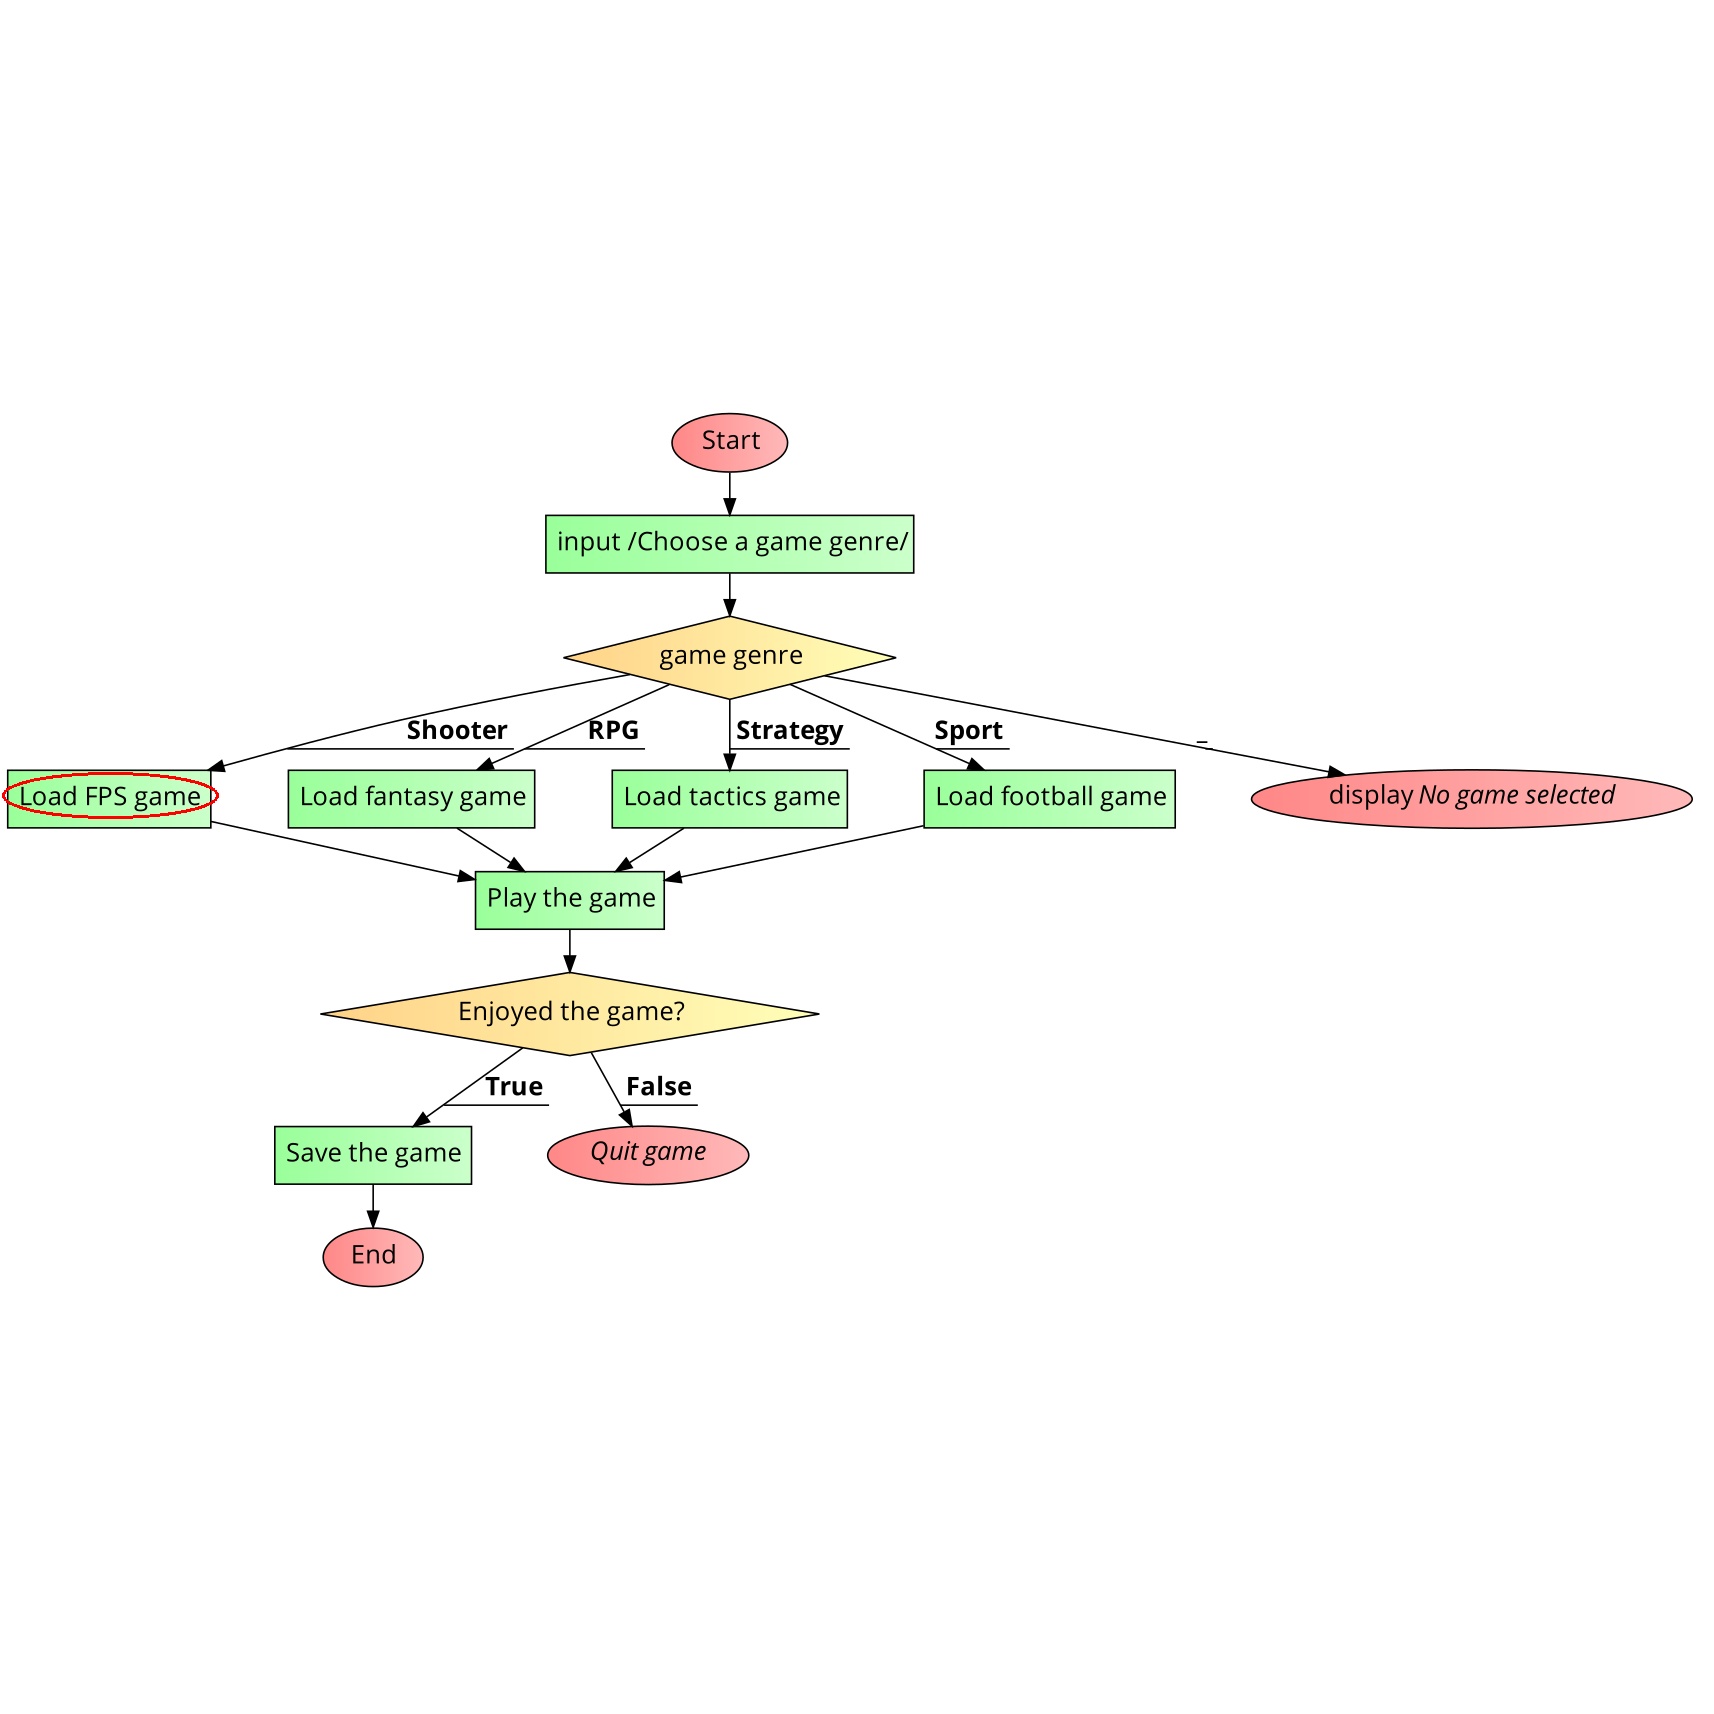 Start
input /Choose a game genre/
game genre
Shooter
RPG
Strategy
Sport
_
Load FPS game
Load fantasy game
Load tactics game
Load football game
display No game selected
Play the game
Enjoyed the game?
True
False
Save the game
Quit game
End